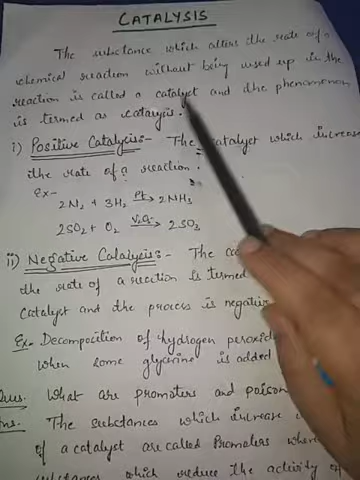 CATALYSIS
The substance which alters the rate of a
chemical reaction without being used up in the
reaction is called a catalyst and the phenomenon
is termed as catalysis.
i) Positive Catalysis:- The catalyst which increase
the rate of a reaction.
Ex-
2N2 + 3H2 Pt→ 2NH3
2SO2 + O2 V2O5→ 2SO3
ii) Negative Catalysis:- The
the rate of a reaction is termed
catalyst and the process is negative
Ex- Decomposition of hydrogen peroxid
when some glycerine is added
Ques. What are promoters and poison
Ans. The substances which increase
of a catalyst are called Promoters
substances which reduce the activity of